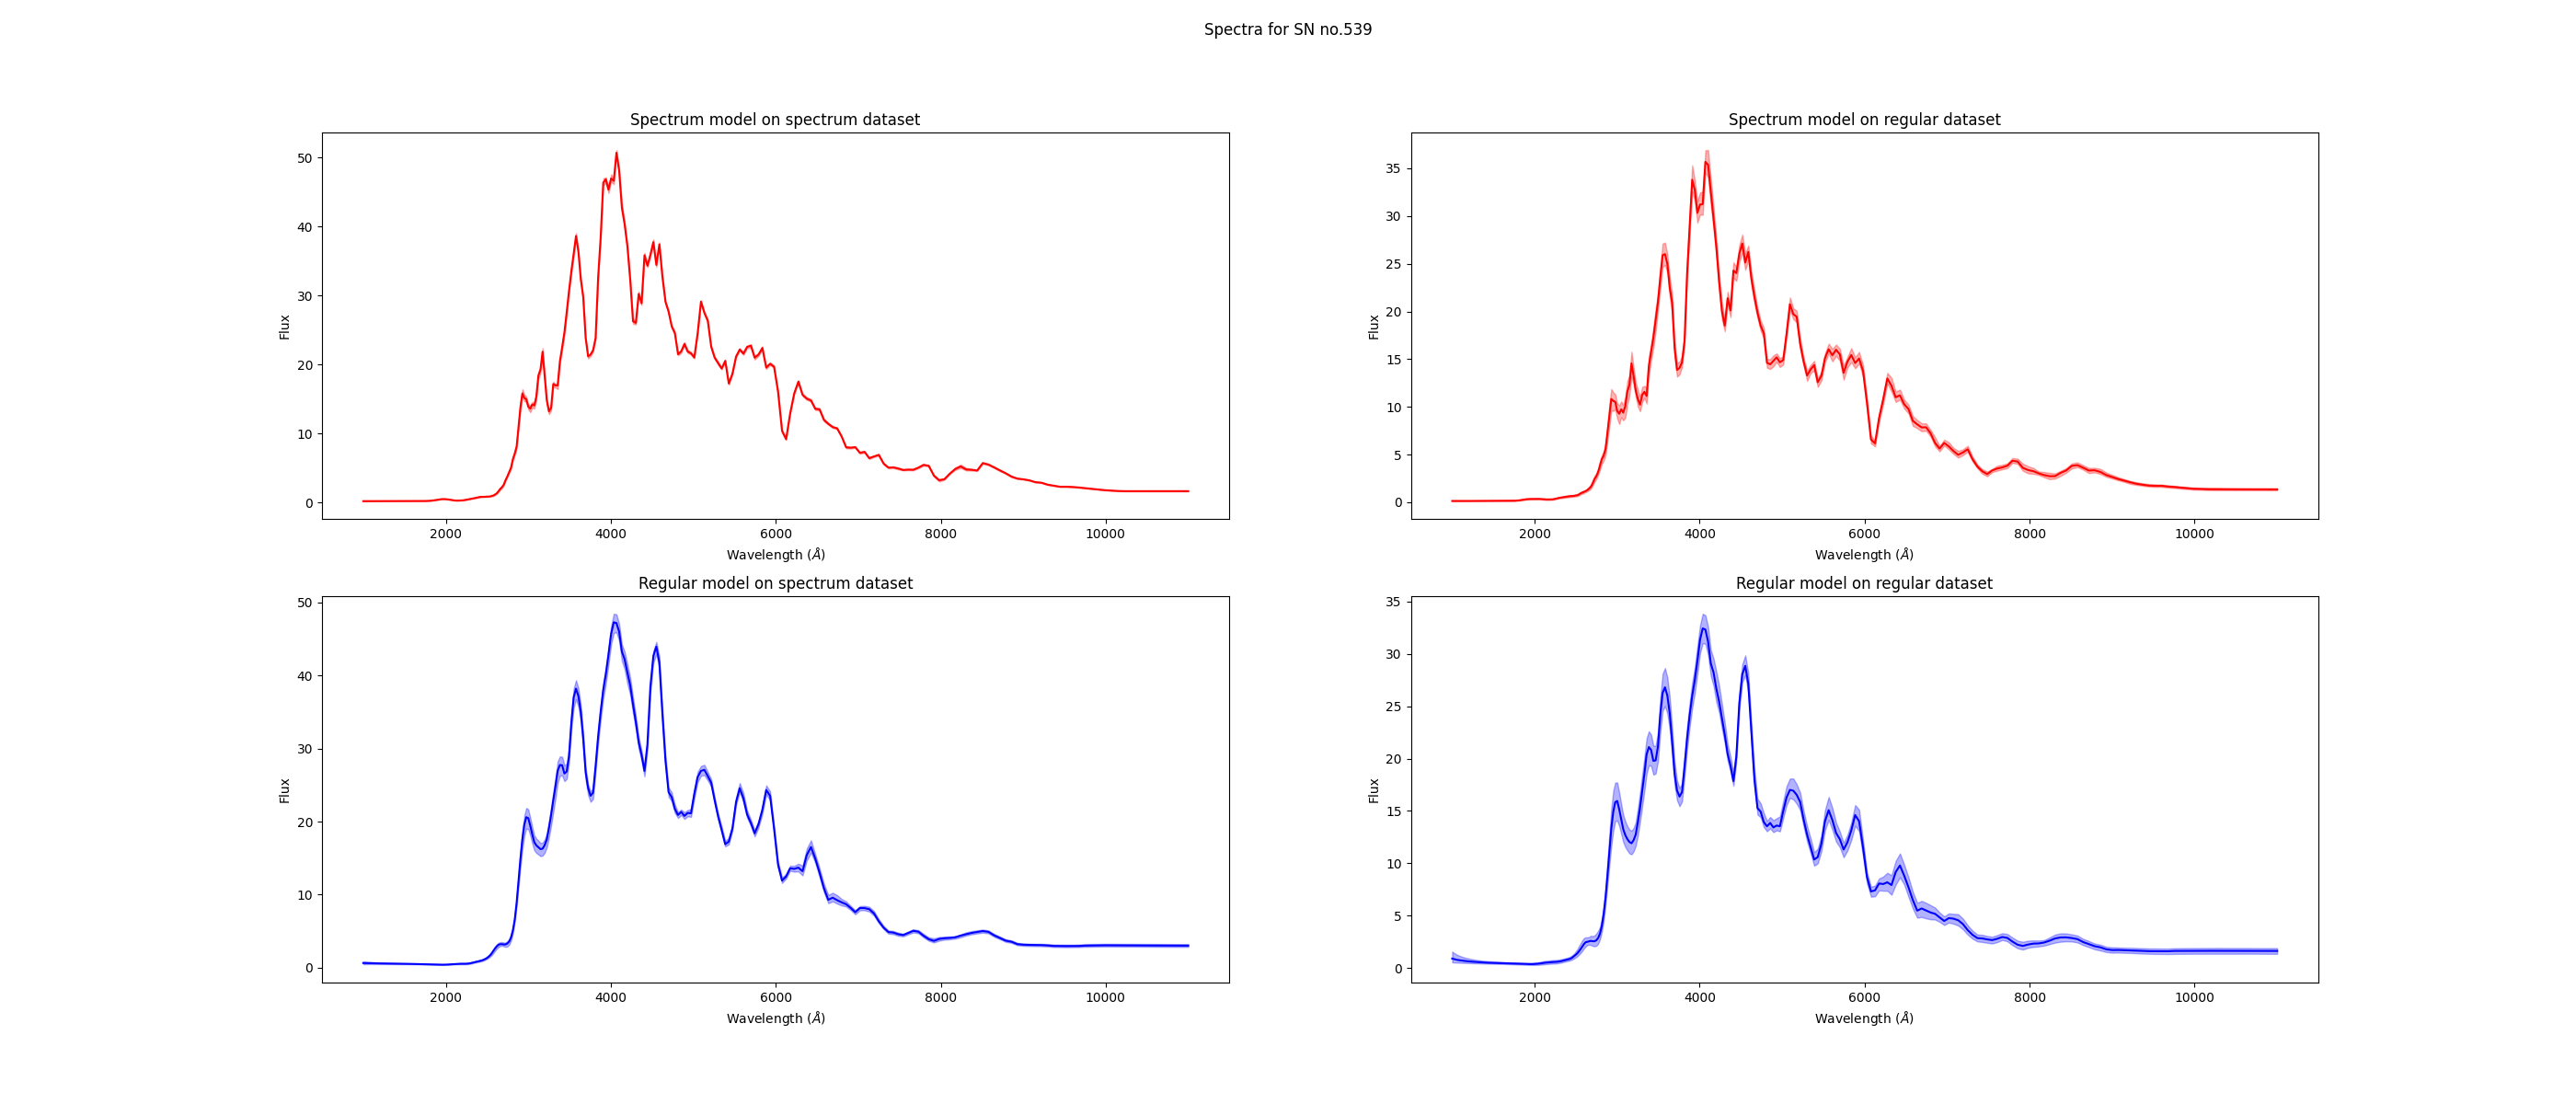 Spectra for SN no.539
Spectrum model on spectrum dataset
50
40
30
20
10
0
Flux
2000 4000 6000 8000 10000
Wavelength (Å)
Spectrum model on regular dataset
35
30
25
20
15
10
5
0
Flux
2000 4000 6000 8000 10000
Wavelength (Å)
Regular model on spectrum dataset
50
40
30
20
10
0
Flux
2000 4000 6000 8000 10000
Wavelength (Å)
Regular model on regular dataset
35
30
25
20
15
10
5
0
Flux
2000 4000 6000 8000 10000
Wavelength (Å)